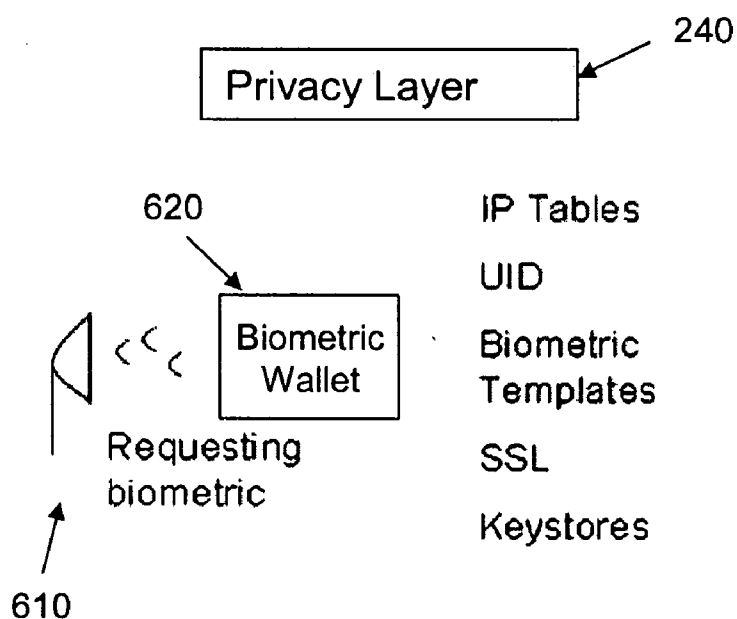 240
Privacy Layer
620
IP Tables
UID
Biometric
Wallet
Biometric
Templates
Requesting
biometric
SSL
Keystores
610